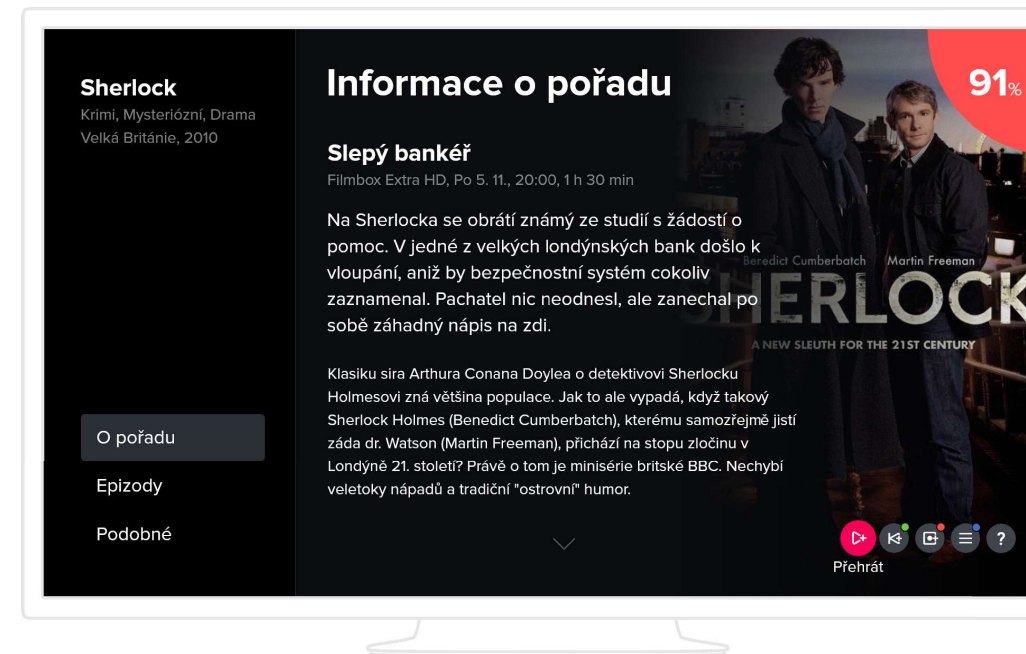 Sherlock
Krimi, Mysteriózní, Drama
Velká Británie, 2010
O pořadu
Epizody
Podobné
Informace o pořadu
Slepý bankéř
Filmbox Extra HD, Po 5. 11., 20:00, 1 h 30 min
Na Sherlocka se obrátí známý ze studií s žádostí o
pomoc. V jedné z velkých londýnských bank došlo k
vloupání, aniž by bezpečnostní systém cokoliv
zaznamenal. Pachatel nic neodnesl, ale zanechal po
sobě záhadný nápis na zdi.
Klasiku sira Arthura Conana Doylea o detektivovi Sherlocku
Holmesovi zná většina populace. Jak to ale vypadá, když takový
Sherlock Holmes (Benedict Cumberbatch), kterému samozřejmě jistí
záda dr. Watson (Martin Freeman), přichází na stopu zločinu v
Londýně 21. století? Právě o tom je minisérie britské BBC. Nechybí
veletoky nápadů a tradiční "ostrovní" humor.
91%
Benedict Cumberbatch Martin Freeman
SHERLOCK
A NEW SLEUTH FOR THE 21ST CENTURY
?
Přehrát